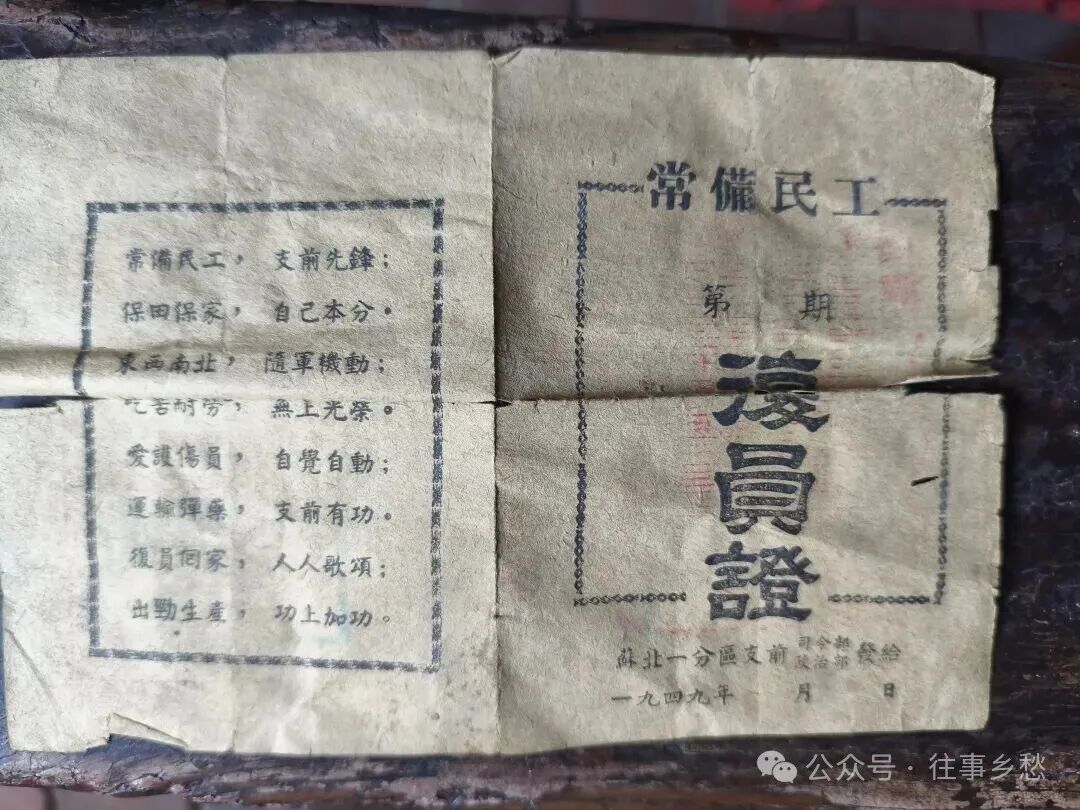 常備民工
第 期
復員證
蘇北一分區支前司令部政治部發給
一九四九年 月 日
常備民工，支前先鋒；
保田保家，自己本分。
東西南北，隨軍機動；
吃苦耐勞，無上光榮。
愛護傷員，自覺自動；
運輸彈藥，支前有功。
復員回家，人人歌頌；
出勁生產，功上加功。
公众号·往事乡愁